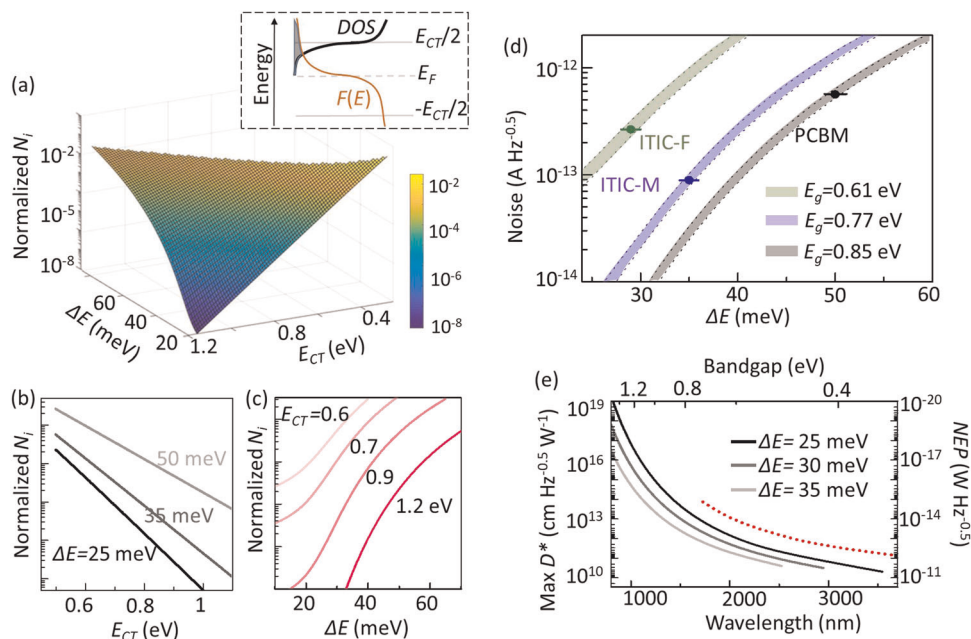 (a)
DOS
E_CT/2
E_F
F(E)
-E_CT/2
Energy
Normalized N_i
10^-2
10^-5
10^-7
10^-8
ΔE (meV)
60
40
20
1.2
0.8
0.4
E_CT (eV)
10^-2
10^-4
10^-6
10^-8
(b)
Normalized N_i
50 meV
35 meV
ΔE=25 meV
0.6
0.8
1
E_CT (eV)
(c)
Normalized N_i
E_CT=0.6
0.7
0.9
1.2 eV
20
40
60
ΔE (meV)
(d)
Noise (A Hz^-0.5)
10^-12
10^-13
10^-14
ITIC-F
ITIC-M
PCBM
E_g=0.61 eV
E_g=0.77 eV
E_g=0.85 eV
30
40
50
60
ΔE (meV)
(e)
Bandgap (eV)
1.2
0.8
0.4
Max D* (cm Hz^-0.5 W^-1)
10^19
10^16
10^13
10^10
ΔE= 25 meV
ΔE= 30 meV
ΔE= 35 meV
10^-20
10^-17
10^-14
10^-11
NEP (W Hz^-0.5)
1000
2000
3000
Wavelength (nm)